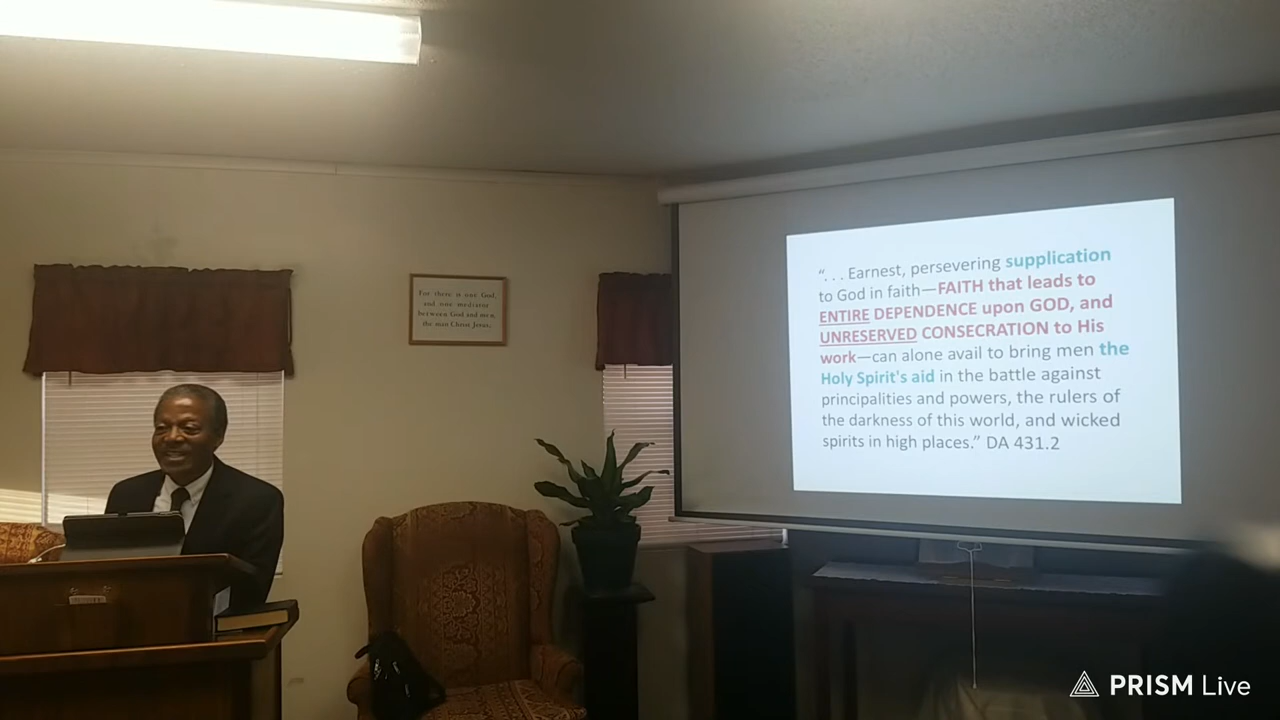 For there is one God,
and one mediator
between God and men,
the man Christ Jesus;
“. . . Earnest, persevering supplication
to God in faith—FAITH that leads to
ENTIRE DEPENDENCE upon GOD, and
UNRESERVED CONSECRATION to His
work—can alone avail to bring men the
Holy Spirit's aid in the battle against
principalities and powers, the rulers of
the darkness of this world, and wicked
spirits in high places.” DA 431.2
PRISM Live